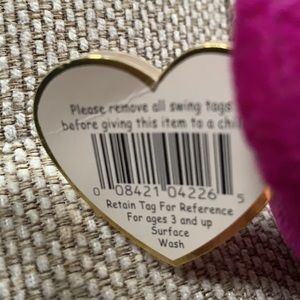 Please remove all swing tags
before giving this item to a
0 08421 04226 5
Retain Tag For Reference
For ages 3 and up
Surface
Wash